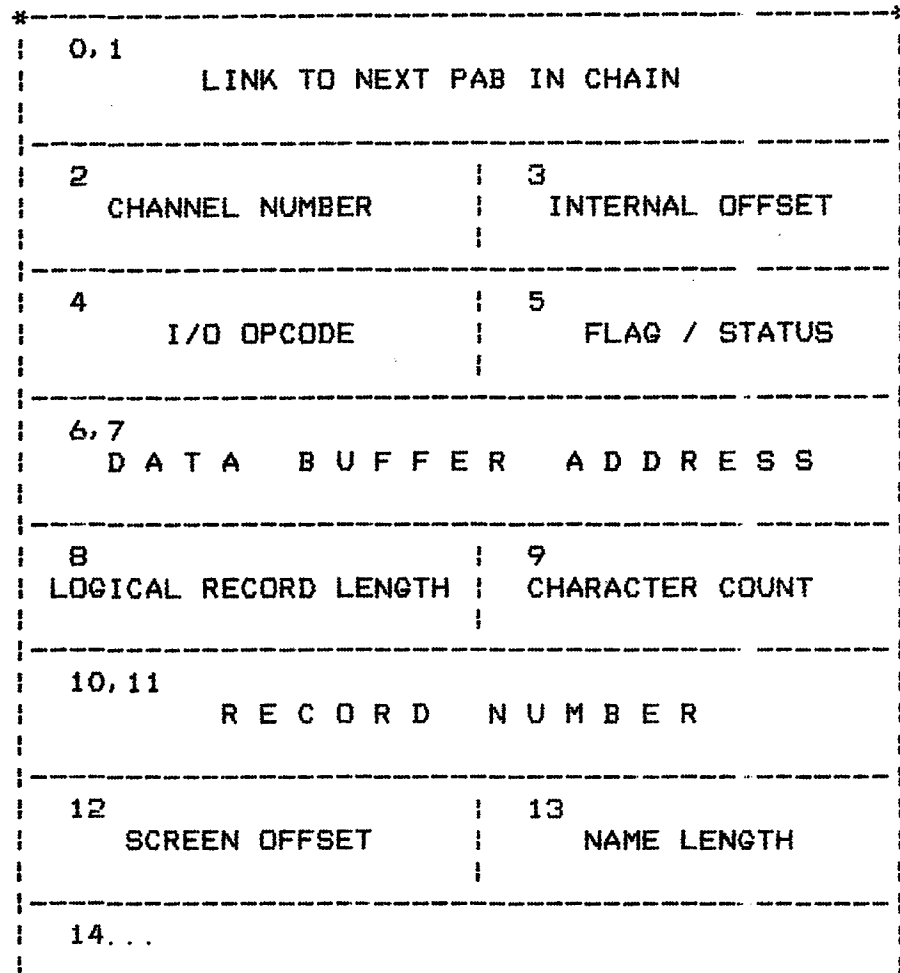 0,1
LINK TO NEXT PAB IN CHAIN
2 3
CHANNEL NUMBER INTERNAL OFFSET
4 5
I/O OPCODE FLAG / STATUS
6,7
D A T A B U F F E R A D D R E S S
8 9
LOGICAL RECORD LENGTH CHARACTER COUNT
10,11
R E C O R D N U M B E R
12 13
SCREEN OFFSET NAME LENGTH
14...